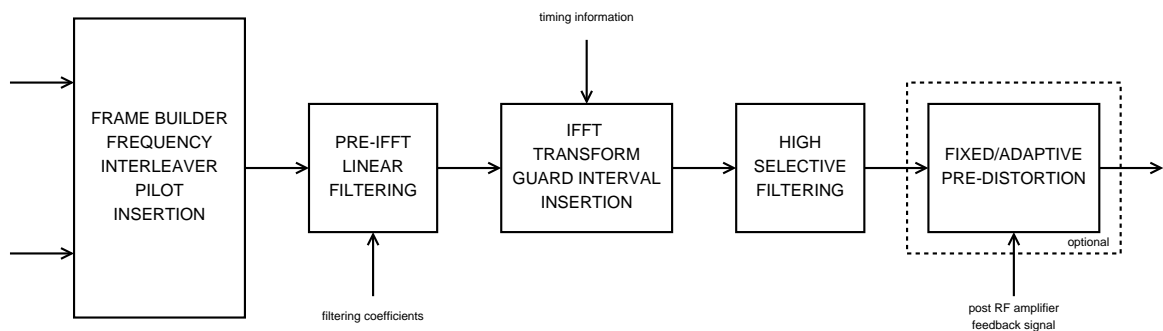 timing information
FRAME BUILDER
FREQUENCY
INTERLEAVER
PILOT
INSERTION
PRE-IFFT
LINEAR
FILTERING
IFFT
TRANSFORM
GUARD INTERVAL
INSERTION
HIGH
SELECTIVE
FILTERING
FIXED/ADAPTIVE
PRE-DISTORTION
optional
filtering coefficients
post RF amplifier
feedback signal